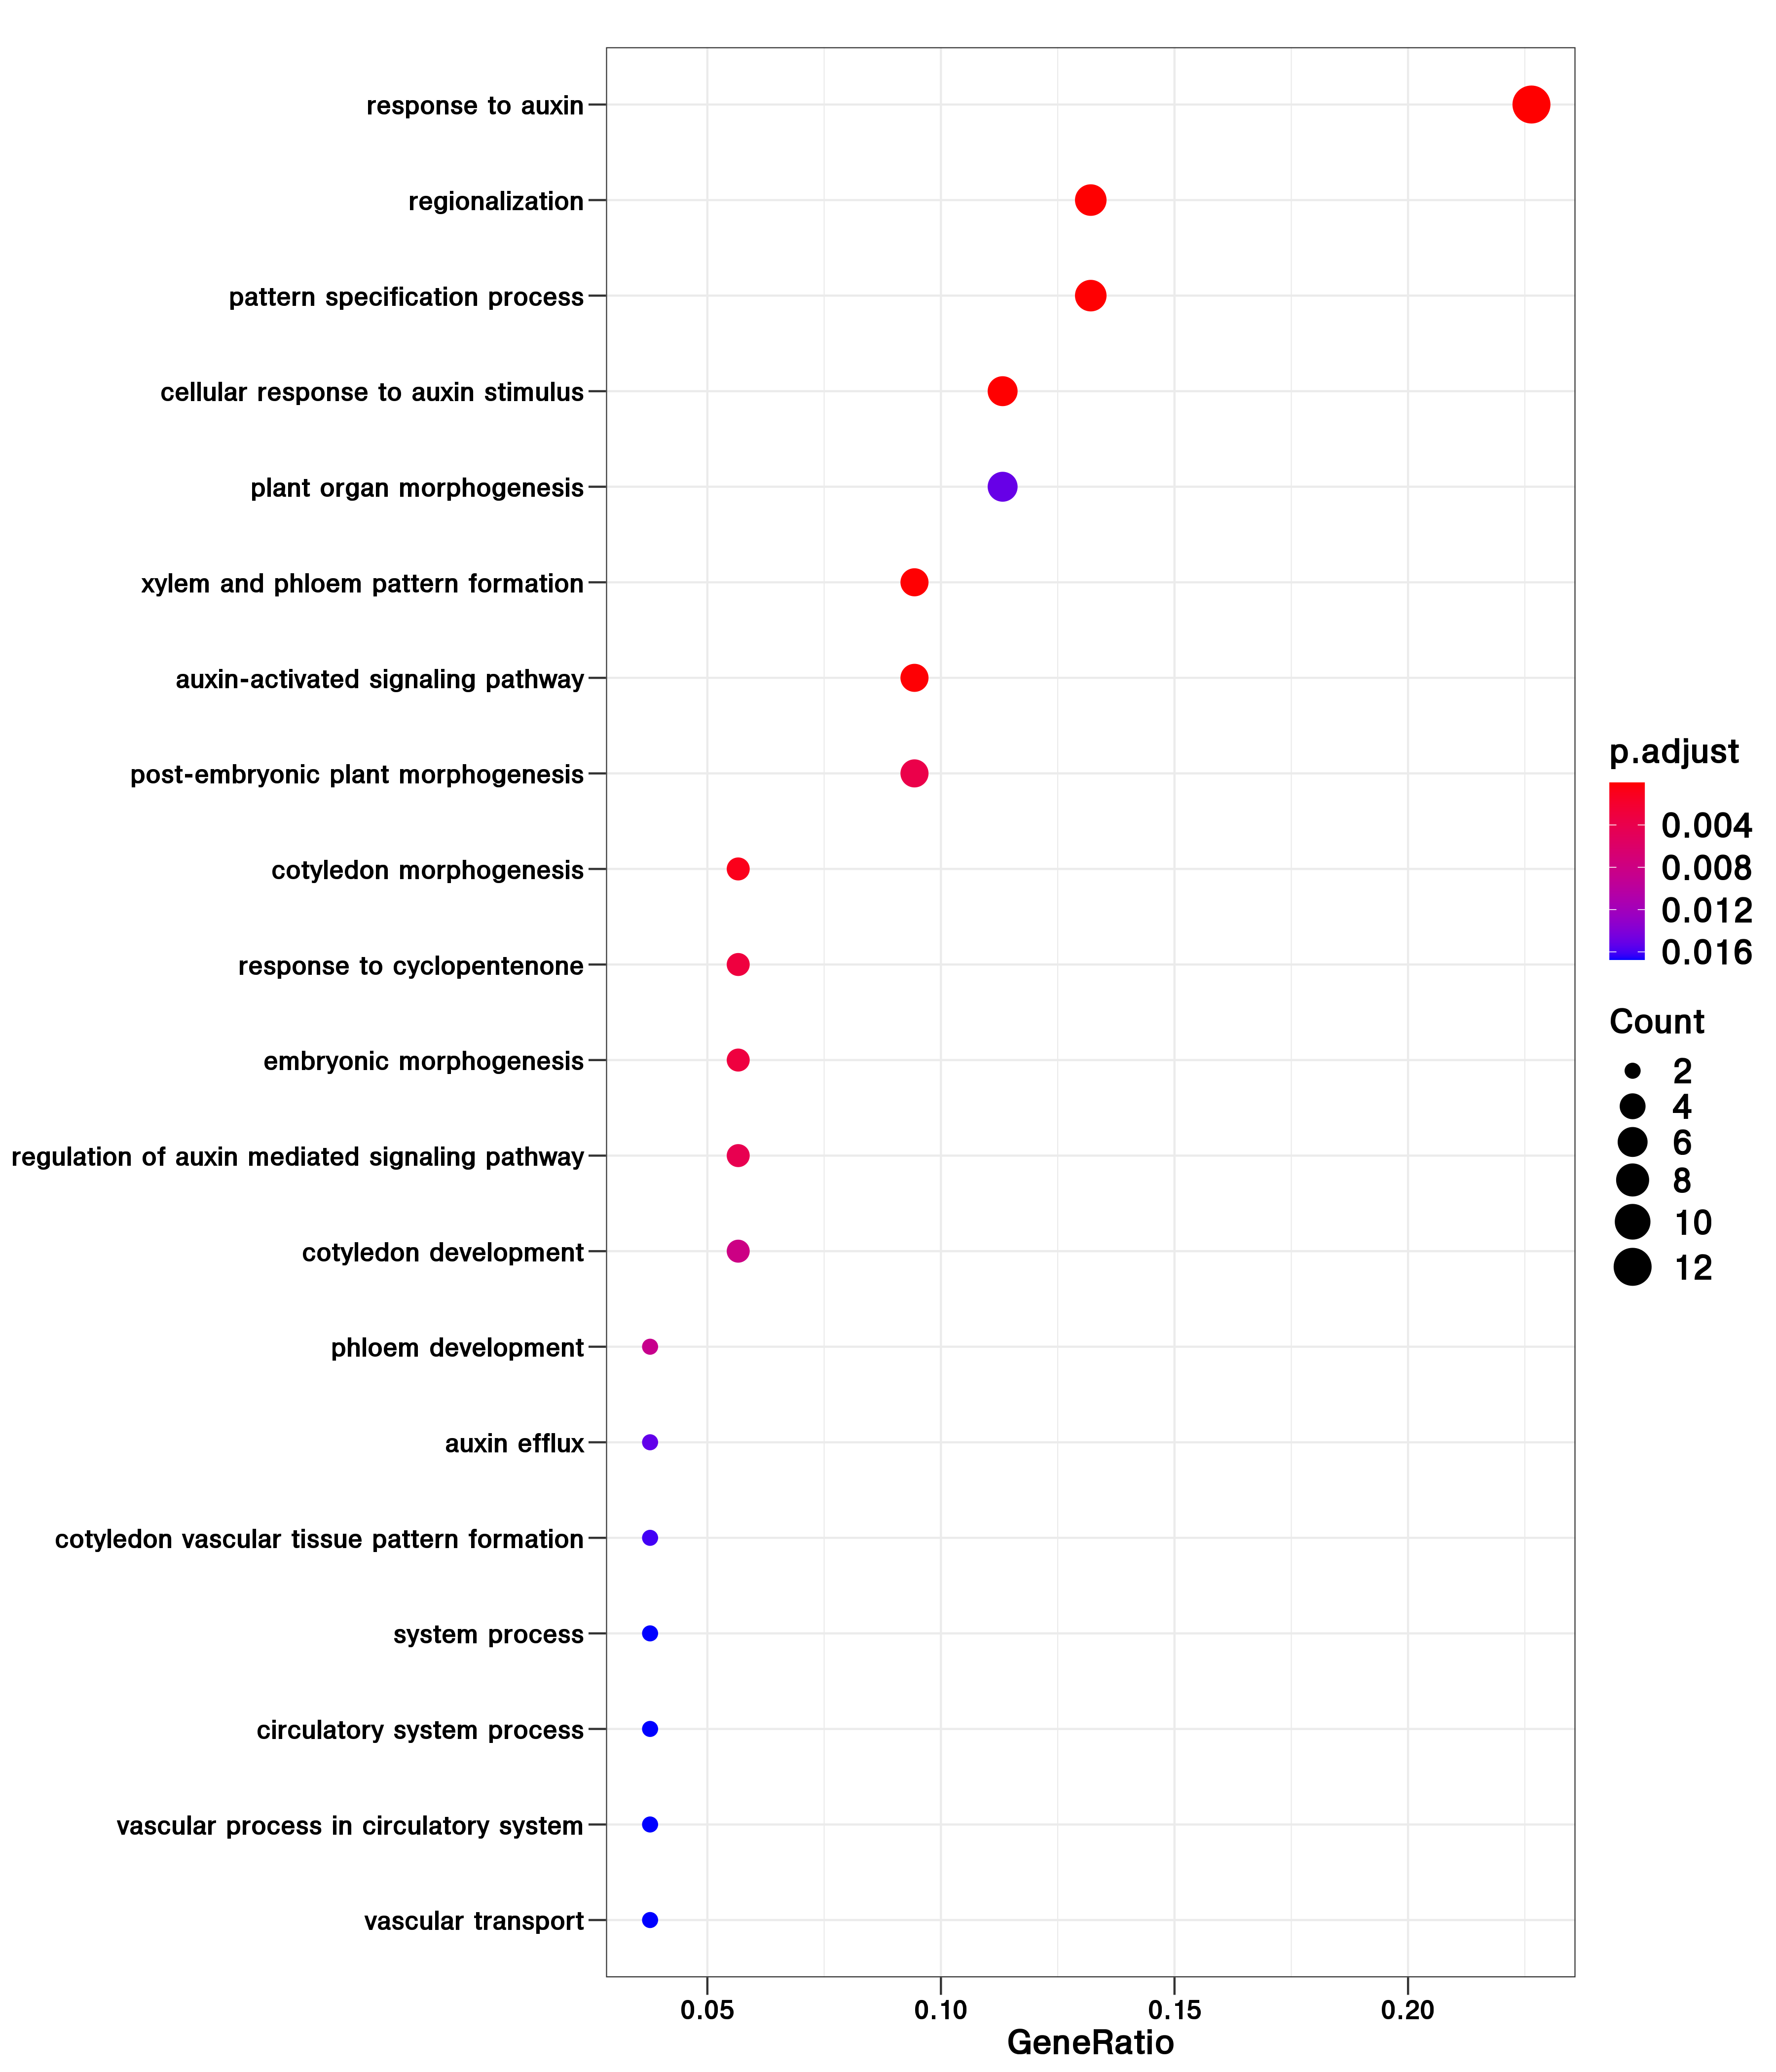 response to auxin
regionalization
pattern specification process
cellular response to auxin stimulus
plant organ morphogenesis
xylem and phloem pattern formation
auxin-activated signaling pathway
post-embryonic plant morphogenesis
cotyledon morphogenesis
response to cyclopentenone
embryonic morphogenesis
regulation of auxin mediated signaling pathway
cotyledon development
phloem development
auxin efflux
cotyledon vascular tissue pattern formation
system process
circulatory system process
vascular process in circulatory system
vascular transport
0.05 0.10 0.15 0.20
GeneRatio
p.adjust
0.004
0.008
0.012
0.016
Count
2
4
6
8
10
12